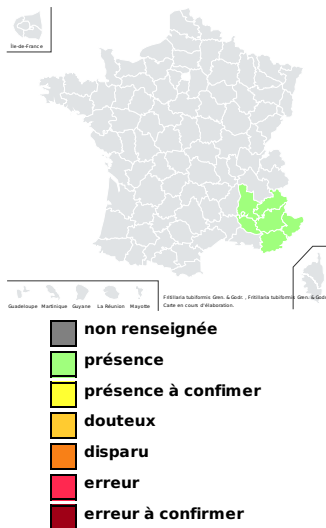 Île-de-France
Guadeloupe Martinique Guyane La Réunion Mayotte
Fritillaria tubiformis Gren. & Godr. , Fritillaria tubiformis Gren. & Godr
Carte en cours d'élaboration.
non renseignée
présence
présence à confimer
douteux
disparu
erreur
erreur à confirmer